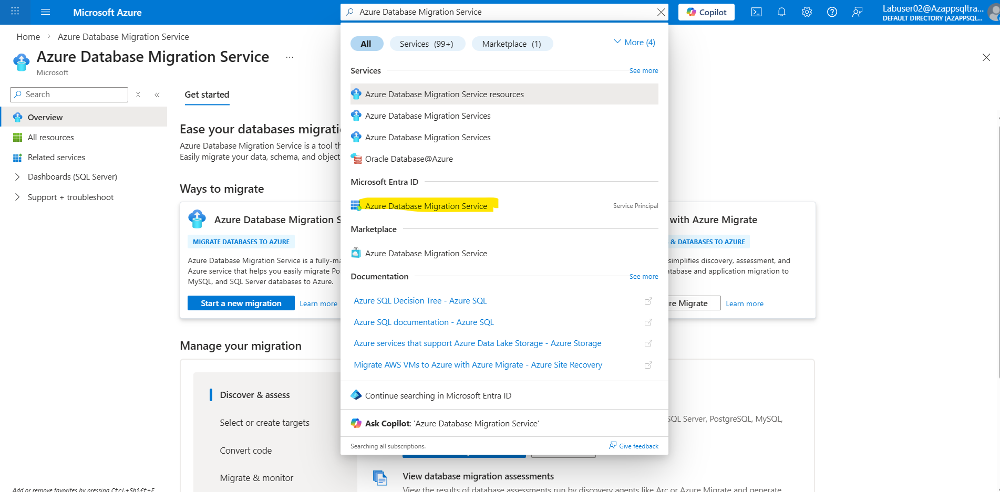 Microsoft Azure
Azure Database Migration Service
Copilot
Labuser02@Azappsqltra...
DEFAULT DIRECTORY (AZAPPSQL...
Home
Azure Database Migration Service
Azure Database Migration Service
...
Microsoft
Search
Overview
All resources
Related services
Dashboards (SQL Server)
Support + troubleshoot
Add or remove favorites by pressing Ctrl+Shift+F
Get started
Ease your databases migrati
Azure Database Migration Service is a tool th
Easily migrate your data, schema, and object
Ways to migrate
Azure Database Migration S
MIGRATE DATABASES TO AZURE
Azure Database Migration Service is a fully-ma
Azure service that helps you easily migrate Po
MySQL, and SQL Server databases to Azure.
Start a new migration
Learn more
Manage your migration
Discover & assess
Select or create targets
Convert code
Migrate & monitor
All
Services (99+)
Marketplace (1)
More (4)
Services
See more
Azure Database Migration Service resources
Azure Database Migration Services
Azure Database Migration Services
Oracle Database@Azure
Microsoft Entra ID
Azure Database Migration Service
Service Principal
Marketplace
Azure Database Migration Service
Documentation
See more
Azure SQL Decision Tree - Azure SQL
Azure SQL documentation - Azure SQL
Azure services that support Azure Data Lake Storage - Azure Storage
Migrate AWS VMs to Azure with Azure Migrate - Azure Site Recovery
Continue searching in Microsoft Entra ID
Ask Copilot: 'Azure Database Migration Service'
Searching all subscriptions.
Give feedback
with Azure Migrate
& DATABASES TO AZURE
simplifies discovery, assessment, and
tabase and application migration to
re Migrate
Learn more
SQL Server, PostgreSQL, MySQL,
View database migration assessments
View the results of database assessments run by discovery agents like Arc or Azure Migrate and generate